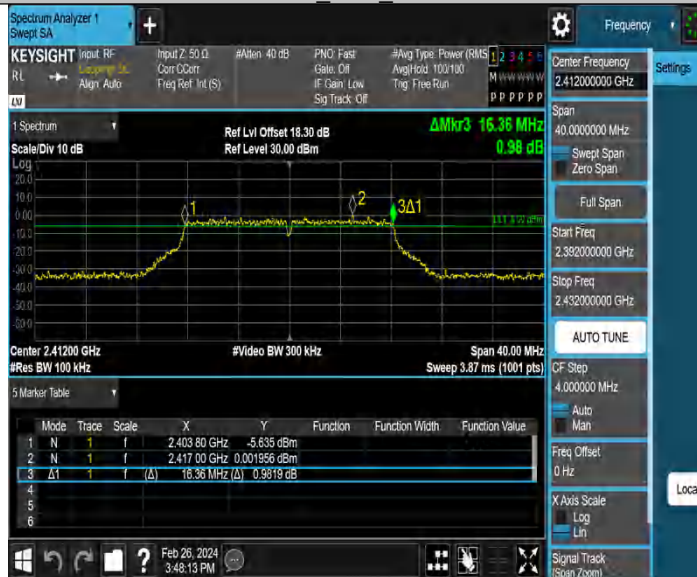 Spectrum Analyzer 1
Swept SA
+
Frequency
KEYSIGHT
RL
Input: RF
Coupling: DC
Align: Auto
Input Z: 50 Ω
Corr CCorr
Freq Ref: Int (S)
#Atten: 40 dB
PNO: Fast
Gate: Off
IF Gain: Low
Sig Track: Off
#Avg Type: Power (RMS
Avg|Hold: 100/100
Trig: Free Run
1 2 3 4 5 6
M W W W W W
P P P P P P
LXI
1 Spectrum
Scale/Div 10 dB
Ref Lvl Offset 18.30 dB
Ref Level 30.00 dBm
ΔMkr3 16.36 MHz
0.98 dB
Log
20.0
10.0
0.00
-10.0
-20.0
-30.0
-40.0
-50.0
-60.0
1
2
3Δ1
Center 2.41200 GHz
#Video BW 300 kHz
Span 40.00 MHz
#Res BW 100 kHz
Sweep 3.87 ms (1001 pts)
5 Marker Table
Mode Trace Scale X Y Function Function Width Function Value
1 N 1 f 2.403 80 GHz -5.635 dBm
2 N 1 f 2.417 00 GHz 0.001956 dBm
3 Δ1 1 f (Δ) 16.36 MHz (Δ) 0.9819 dB
4
5
6
Feb 26, 2024
3:48:13 PM
Center Frequency
2.412000000 GHz
Settings
Span
40.0000000 MHz
Swept Span
Zero Span
Full Span
Start Freq
2.392000000 GHz
Stop Freq
2.432000000 GHz
AUTO TUNE
CF Step
4.000000 MHz
Auto
Man
Freq Offset
0 Hz
Loca
X Axis Scale
Log
Lin
Signal Track
(Span Zoom)